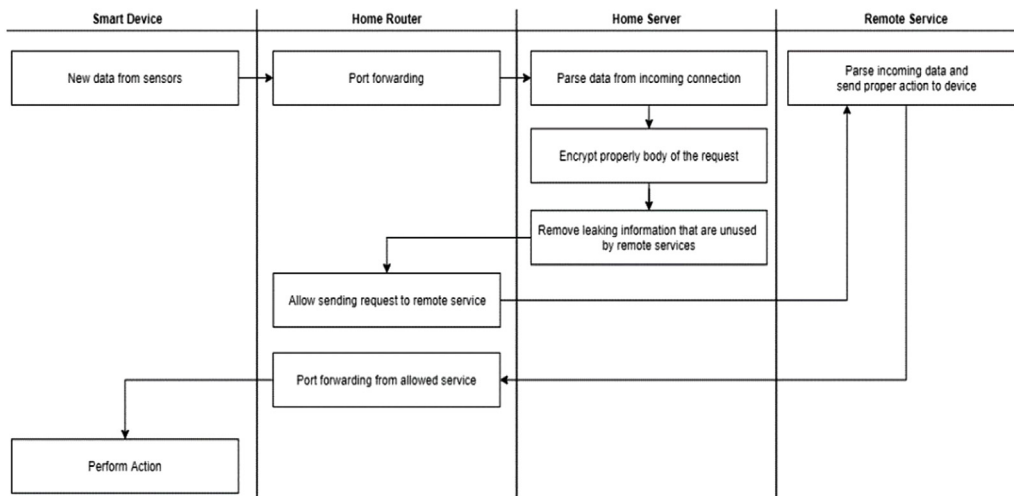 Smart Device
Home Router
Home Server
Remote Service
New data from sensors
Port forwarding
Parse data from incoming connection
Parse incoming data and
send proper action to device
Encrypt properly body of the request
Remove leaking information that are unused
by remote services
Allow sending request to remote service
Port forwarding from allowed service
Perform Action